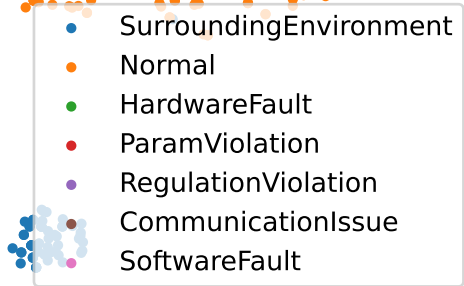 SurroundingEnvironment
Normal
HardwareFault
ParamViolation
RegulationViolation
CommunicationIssue
SoftwareFault